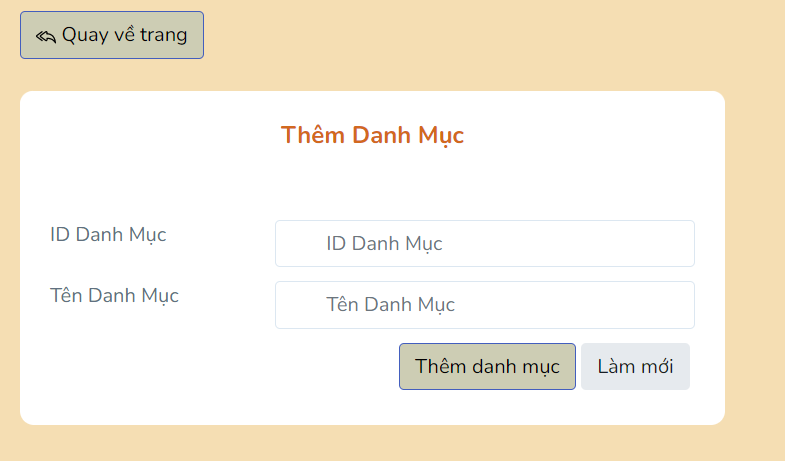 Quay về trang
Thêm Danh Mục
ID Danh Mục
ID Danh Mục
Tên Danh Mục
Tên Danh Mục
Thêm danh mục
Làm mới